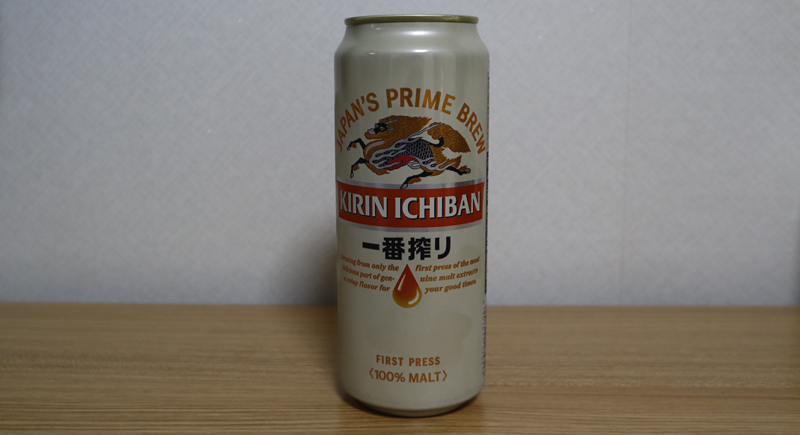 JAPAN'S PRIME BREW
KIRIN ICHIBAN
一番搾り
from only the first press of the most
delicious part of gen- uine malt extracts
a crisp flavor for your good times
FIRST PRESS
〈100% MALT〉